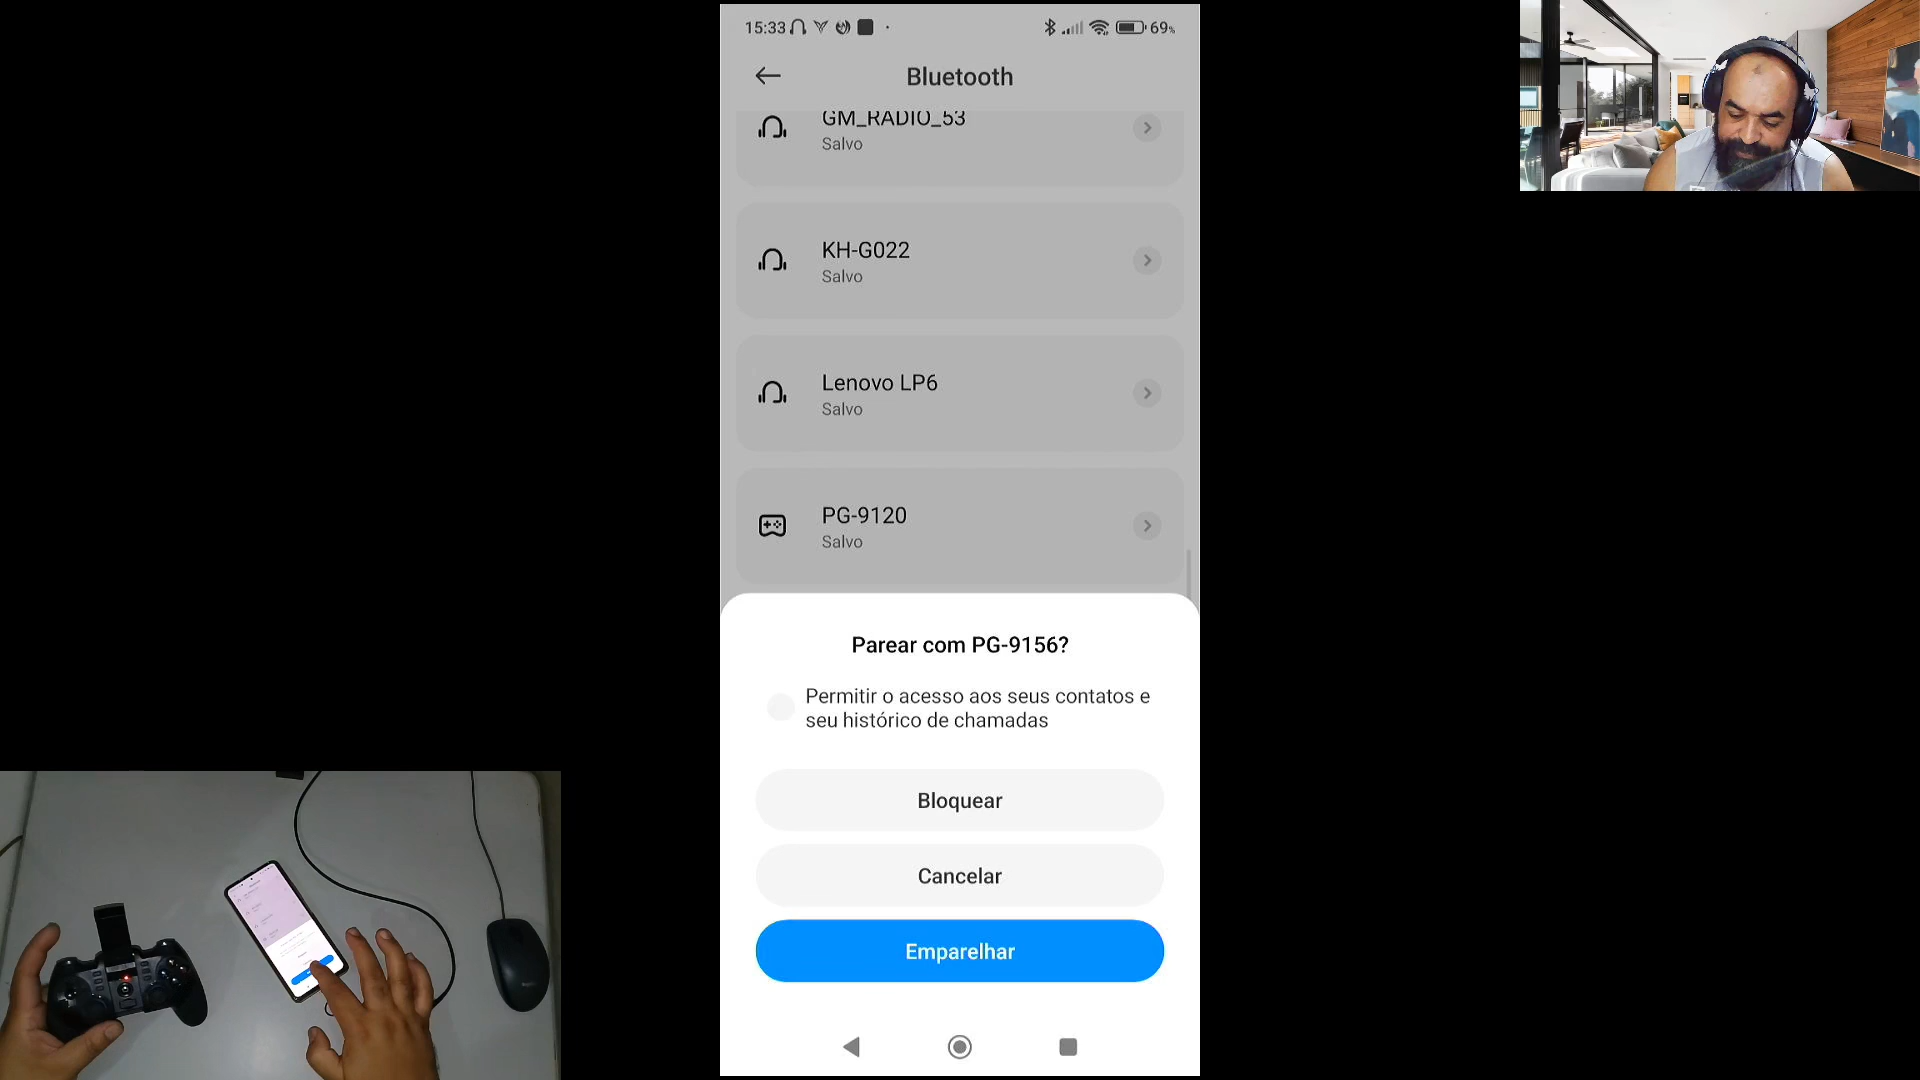 15:33
69%
Bluetooth
GM_RADIO_53
Salvo
KH-G022
Salvo
Lenovo LP6
Salvo
PG-9120
Salvo
Parear com PG-9156?
Permitir o acesso aos seus contatos e
seu histórico de chamadas
Bloquear
Cancelar
Emparelhar